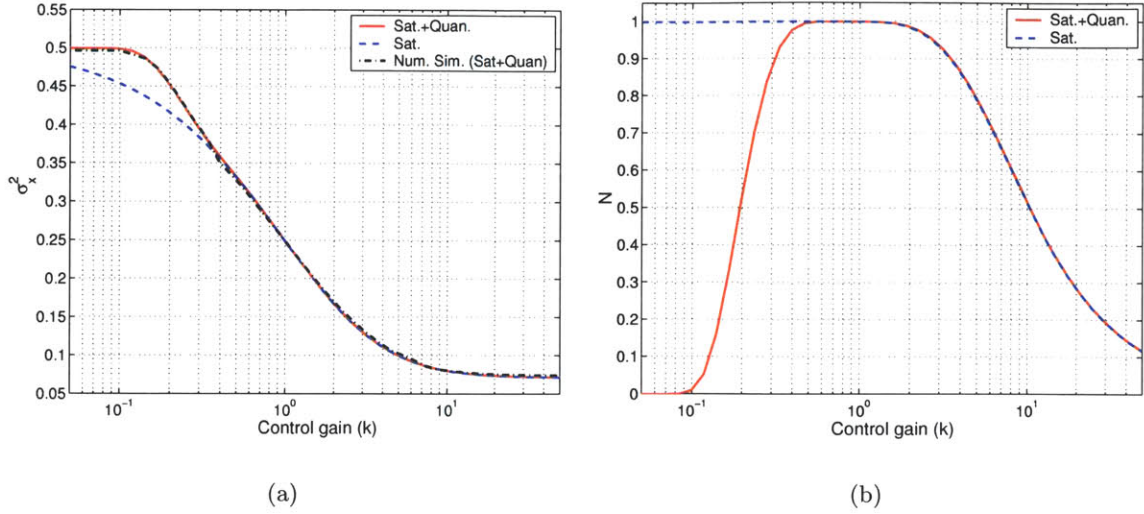 0.55
0.5
0.45
0.4
0.35
0.3
0.25
0.2
0.15
0.1
0.05
σ²ₓ
10⁻¹
10⁰
10¹
Control gain (k)
Sat.+Quan.
Sat.
Num. Sim. (Sat+Quan)
(a)
1
0.9
0.8
0.7
0.6
0.5
0.4
0.3
0.2
0.1
0
N
10⁻¹
10⁰
10¹
Control gain (k)
Sat.+Quan.
Sat.
(b)